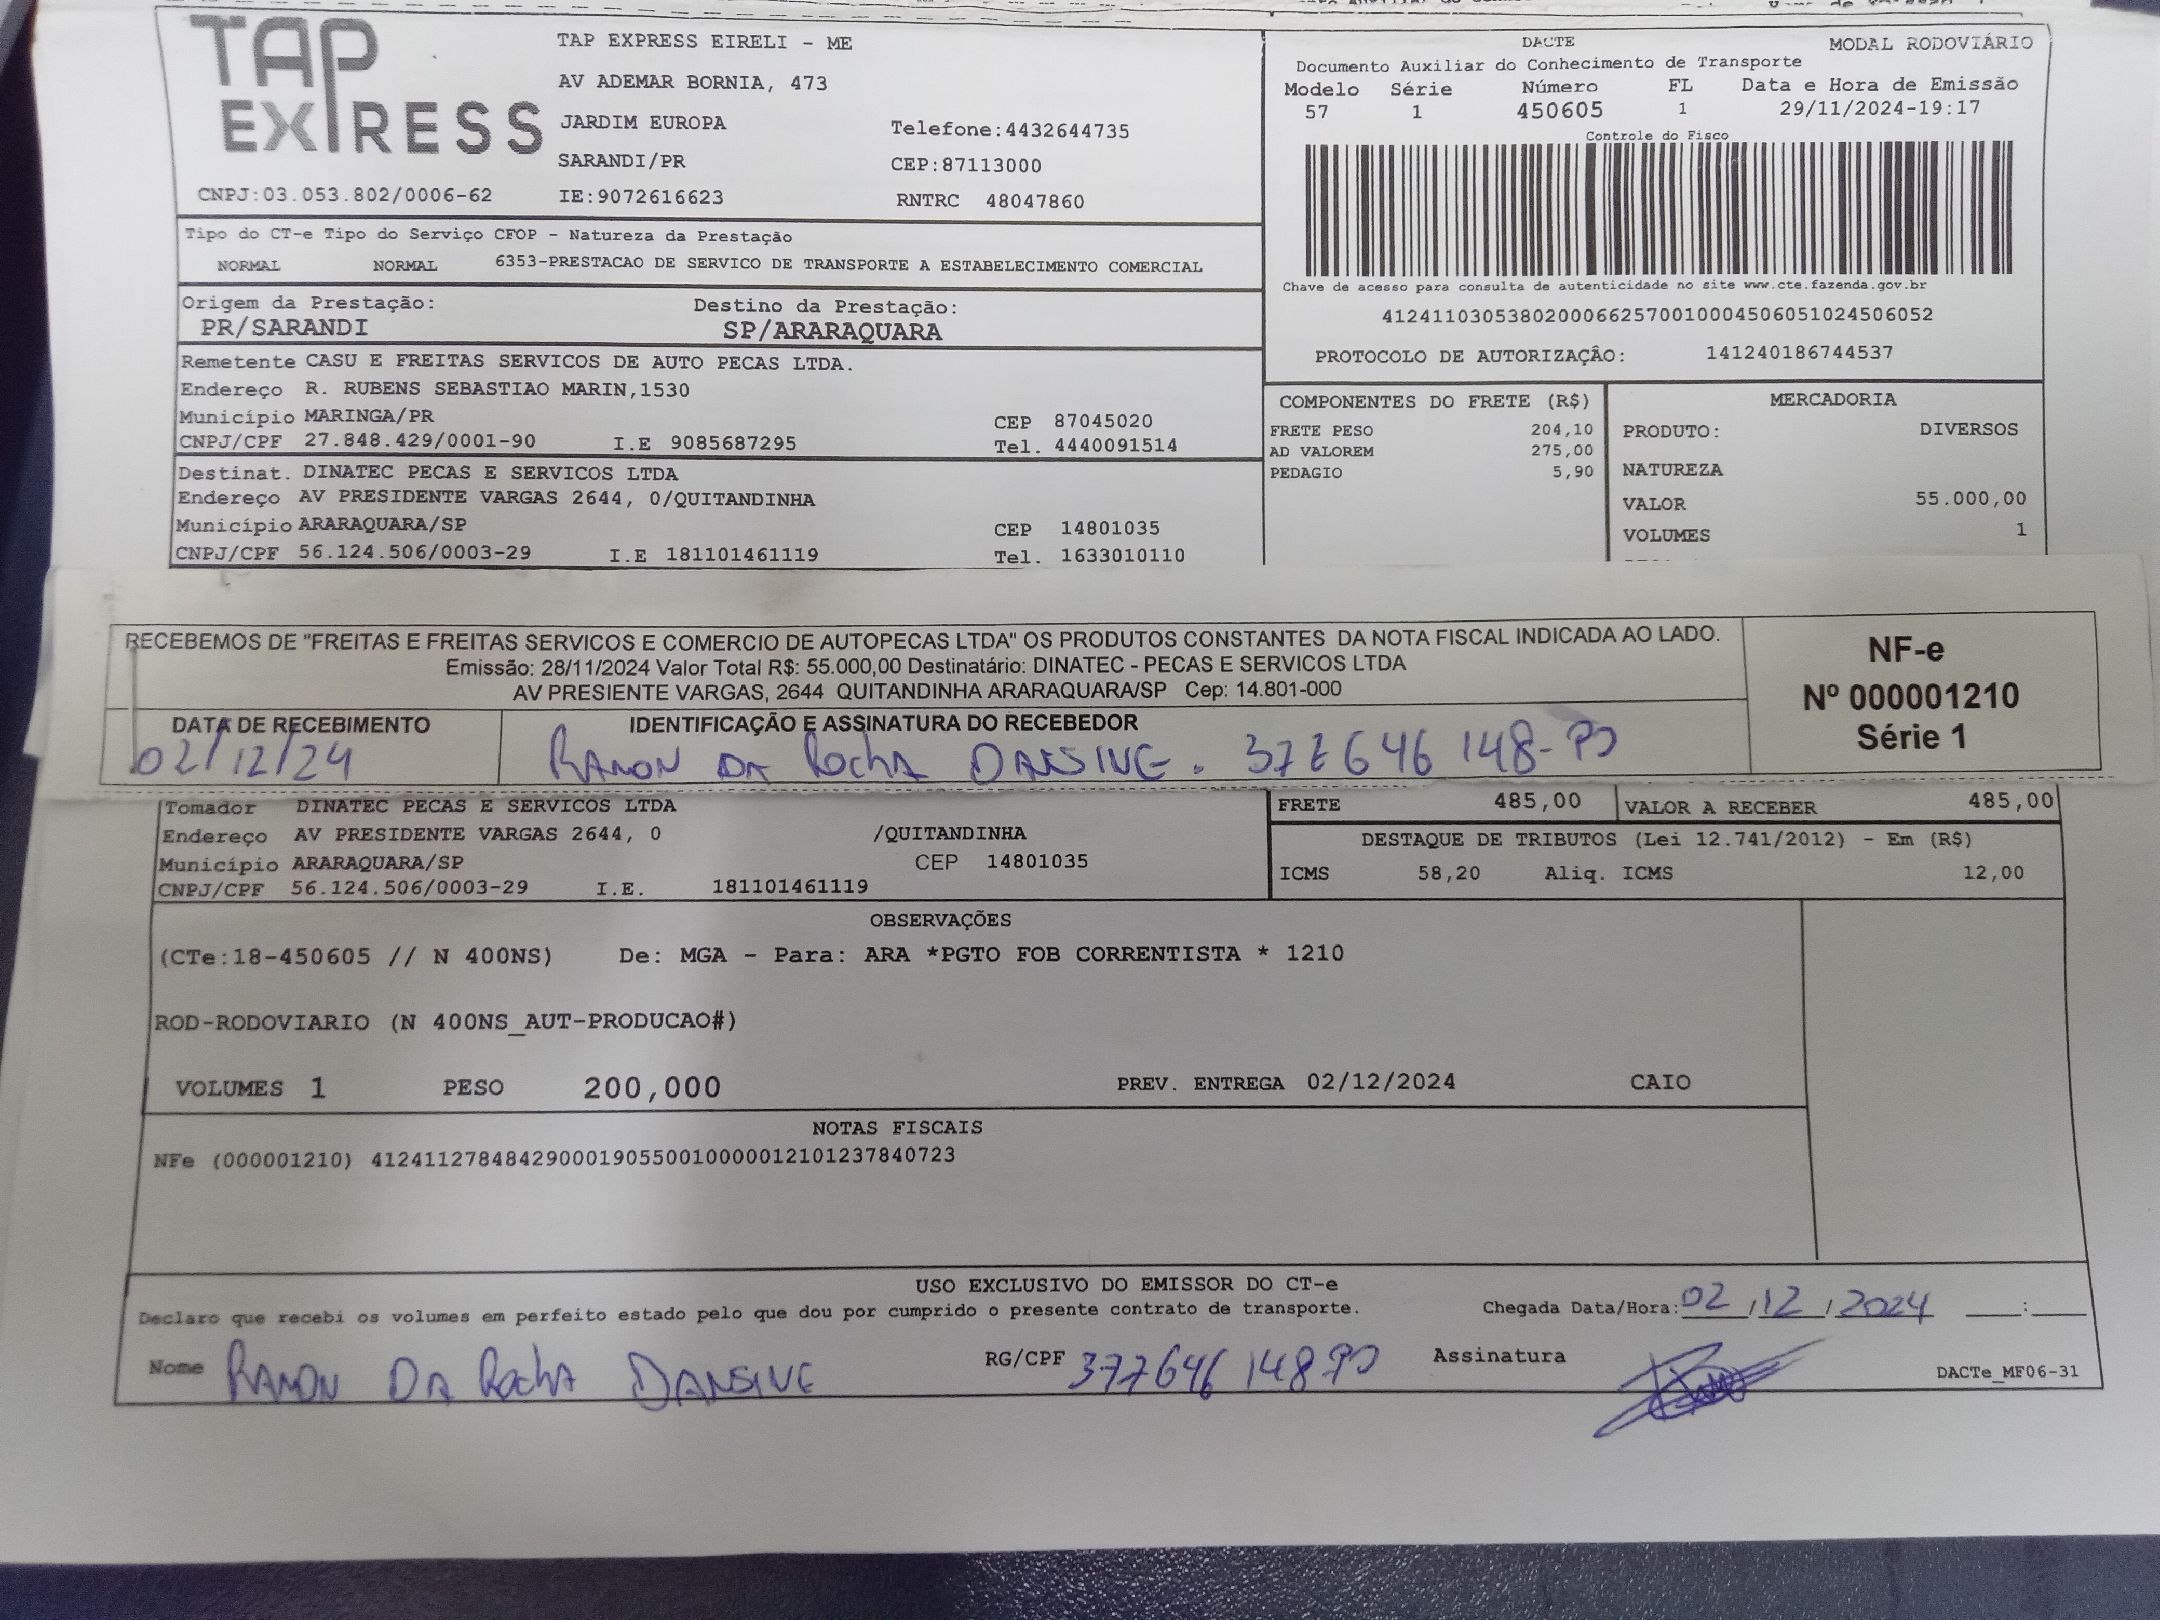 TAP EXPRESS
TAP EXPRESS EIRELI - ME
AV ADEMAR BORNIA, 473
JARDIM EUROPA
Telefone:4432644735
SARANDI/PR
CEP:87113000
CNPJ:03.053.802/0006-62
IE:9072616623
RNTRC 48047860
DACTE
MODAL RODOVIÁRIO
Documento Auxiliar do Conhecimento de Transporte
Modelo Série Número FL Data e Hora de Emissão
57 1 450605 1 29/11/2024-19:17
Controle do Fisco
Chave de acesso para consulta de autenticidade no site www.cte.fazenda.gov.br
41241103053802000662570010004506051024506052
PROTOCOLO DE AUTORIZAÇÃO: 141240186744537
Tipo do CT-e Tipo do Serviço CFOP - Natureza da Prestação
NORMAL NORMAL 6353-PRESTACAO DE SERVICO DE TRANSPORTE A ESTABELECIMENTO COMERCIAL
Origem da Prestação: Destino da Prestação:
PR/SARANDI SP/ARARAQUARA
Remetente CASU E FREITAS SERVICOS DE AUTO PECAS LTDA.
Endereço R. RUBENS SEBASTIAO MARIN,1530
Município MARINGA/PR CEP 87045020
CNPJ/CPF 27.848.429/0001-90 I.E 9085687295 Tel. 4440091514
Destinat. DINATEC PECAS E SERVICOS LTDA
Endereço AV PRESIDENTE VARGAS 2644, 0/QUITANDINHA
Município ARARAQUARA/SP CEP 14801035
CNPJ/CPF 56.124.506/0003-29 I.E 181101461119 Tel. 1633010110
COMPONENTES DO FRETE (R$)
FRETE PESO 204,10
AD VALOREM 275,00
PEDAGIO 5,90
MERCADORIA
PRODUTO: DIVERSOS
NATUREZA
VALOR 55.000,00
VOLUMES 1
RECEBEMOS DE "FREITAS E FREITAS SERVICOS E COMERCIO DE AUTOPECAS LTDA" OS PRODUTOS CONSTANTES DA NOTA FISCAL INDICADA AO LADO.
Emissão: 28/11/2024 Valor Total R$: 55.000,00 Destinatário: DINATEC - PECAS E SERVICOS LTDA
AV PRESIENTE VARGAS, 2644 QUITANDINHA ARARAQUARA/SP Cep: 14.801-000
NF-e
Nº 000001210
Série 1
DATA DE RECEBIMENTO IDENTIFICAÇÃO E ASSINATURA DO RECEBEDOR
02/12/24 RAMON DA ROCHA DANSINE. 377646148-
Tomador DINATEC PECAS E SERVICOS LTDA
Endereço AV PRESIDENTE VARGAS 2644, 0 /QUITANDINHA
Município ARARAQUARA/SP CEP 14801035
CNPJ/CPF 56.124.506/0003-29 I.E. 181101461119
FRETE 485,00 VALOR A RECEBER 485,00
DESTAQUE DE TRIBUTOS (Lei 12.741/2012) - Em (R$)
ICMS 58,20 Aliq. ICMS 12,00
OBSERVAÇÕES
(CTe:18-450605 // N 400NS) De: MGA - Para: ARA *PGTO FOB CORRENTISTA * 1210
ROD-RODOVIARIO (N 400NS_AUT-PRODUCAO#)
VOLUMES 1 PESO 200,000 PREV. ENTREGA 02/12/2024 CAIO
NOTAS FISCAIS
NFe (000001210) 41241127848429000190550010000012101237840723
USO EXCLUSIVO DO EMISSOR DO CT-e
Declaro que recebi os volumes em perfeito estado pelo que dou por cumprido o presente contrato de transporte. Chegada Data/Hora: 02/12/2024 ___:___
Nome RAMON DA ROCHA DANSINE RG/CPF 377646148 Assinatura
DACTe_MF06-31